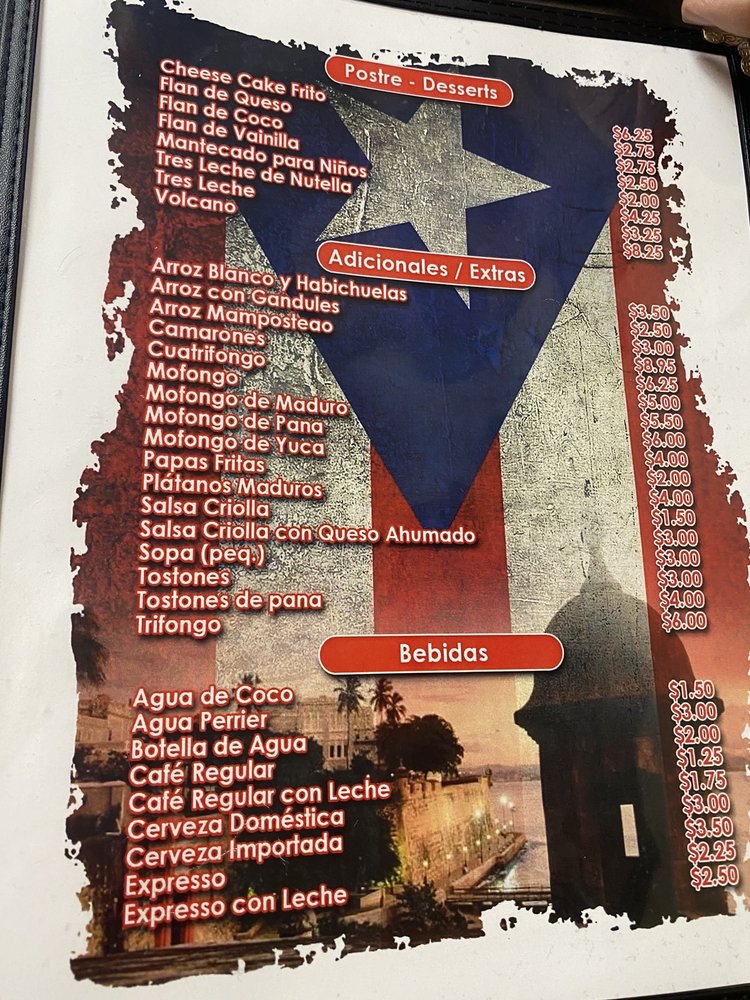 Postre - Desserts
Cheese Cake Frito $6.25
Flan de Queso $2.75
Flan de Coco $2.75
Flan de Vainilla $2.50
Mantecado para Niños $2.00
Tres Leche de Nutella $4.25
Tres Leche $3.25
Volcano $8.25
Adicionales / Extras
Arroz Blanco y Habichuelas $3.50
Arroz con Gandules $2.50
Arroz Mamposteao $3.00
Camarones $8.95
Cuatrifongo $6.25
Mofongo $5.00
Mofongo de Maduro $5.50
Mofongo de Pana $6.00
Mofongo de Yuca $4.00
Papas Fritas $2.00
Plátanos Maduros $4.00
Salsa Criolla $1.50
Salsa Criolla con Queso Ahumado $3.00
Sopa (peq.) $3.00
Tostones $3.00
Tostones de pana $4.00
Trifongo $6.00
Bebidas
Agua de Coco $1.50
Agua Perrier $3.00
Botella de Agua $2.00
Café Regular $1.25
Café Regular con Leche $1.75
Cerveza Doméstica $3.00
Cerveza Importada $3.50
Expresso $2.25
Expresso con Leche $2.50